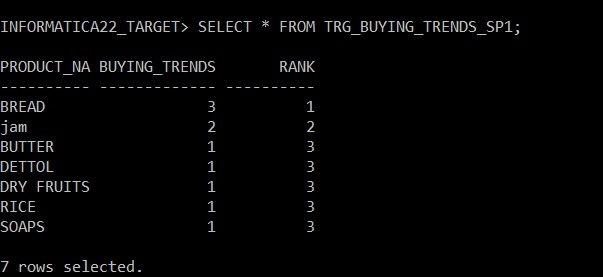 INFORMATICA22_TARGET> SELECT * FROM TRG_BUYING_TRENDS_SP1;
PRODUCT_NA BUYING_TRENDS       RANK
---------- ------------- ----------
BREAD                  3          1
jam                    2          2
BUTTER                 1          3
DETTOL                 1          3
DRY FRUITS             1          3
RICE                   1          3
SOAPS                  1          3
7 rows selected.